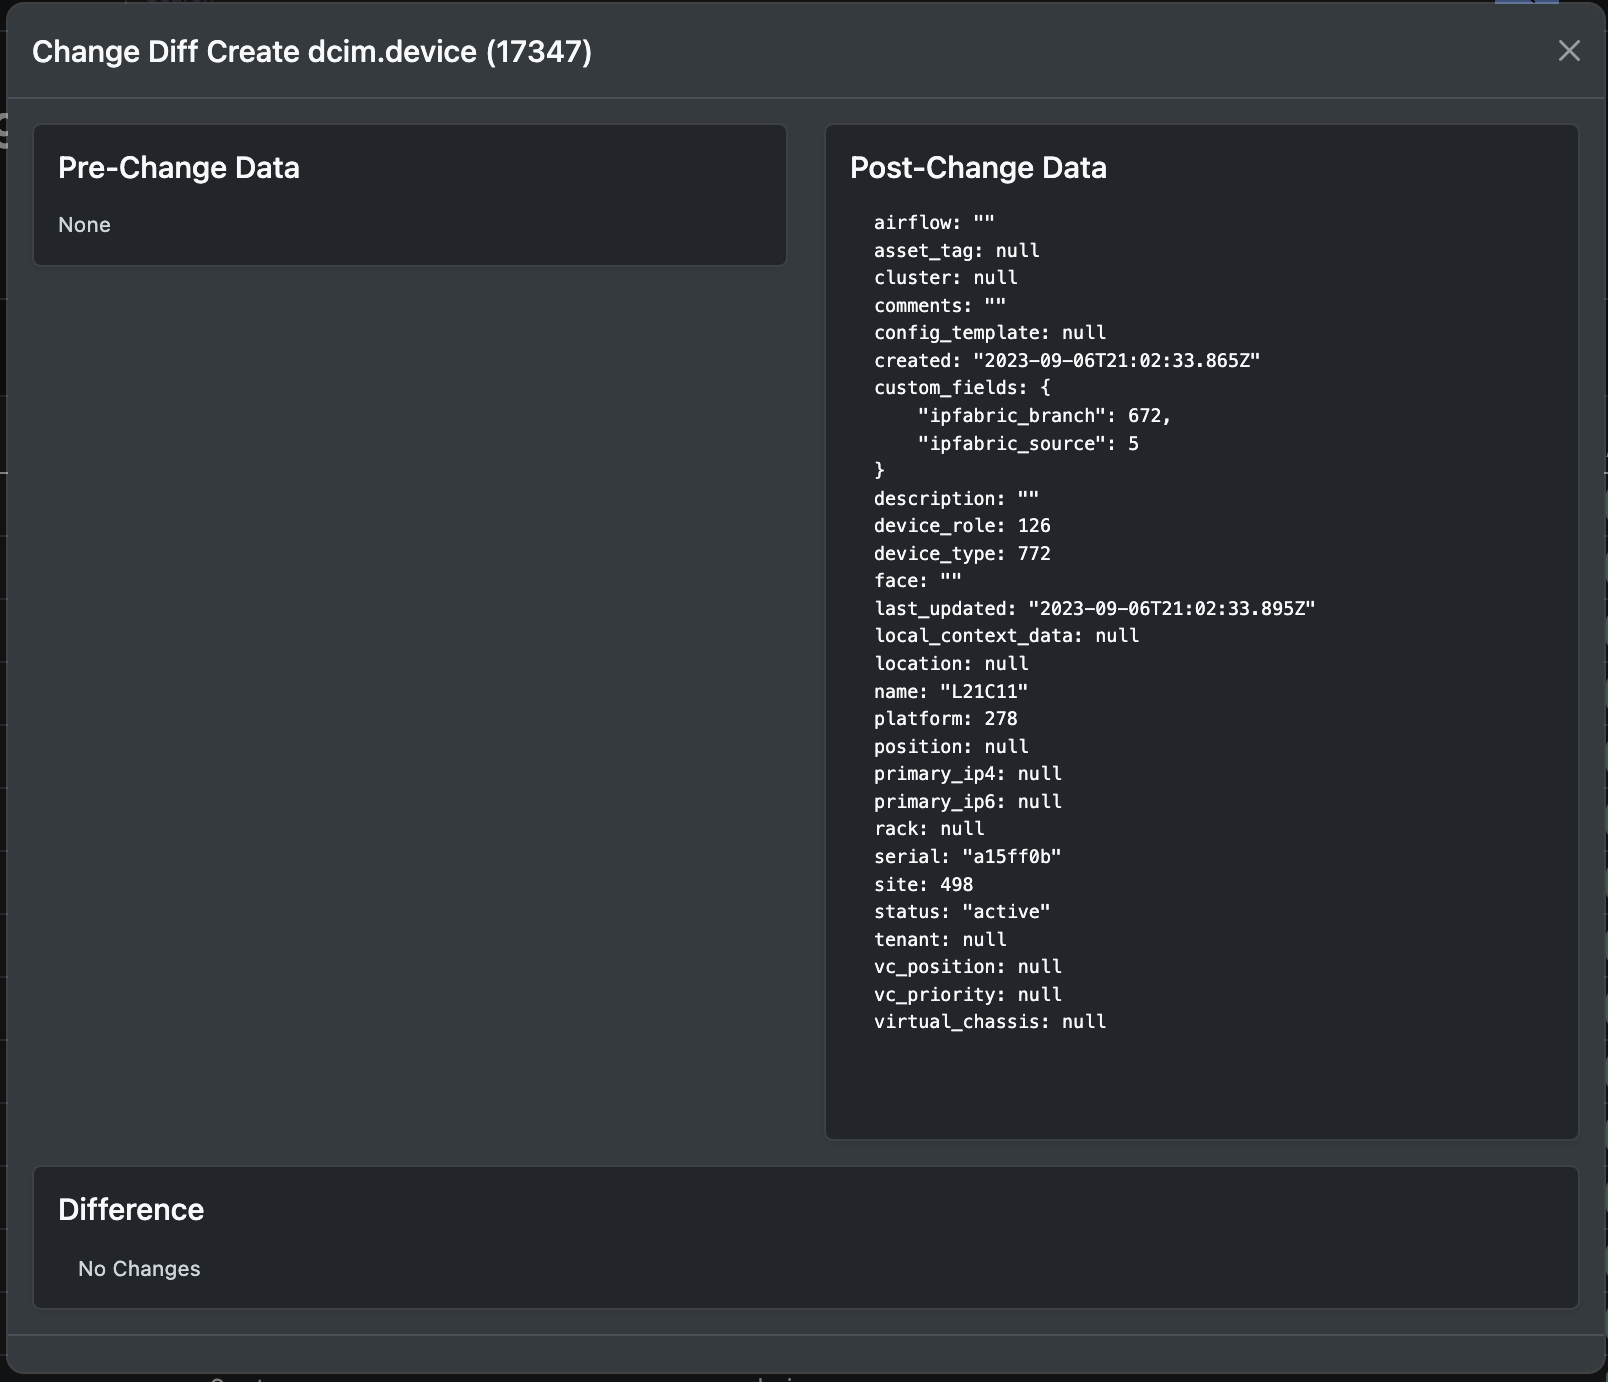 Change Diff Create dcim.device (17347)
Pre-Change Data
None
Post-Change Data
airflow: ""
asset_tag: null
cluster: null
comments: ""
config_template: null
created: "2023-09-06T21:02:33.865Z"
custom_fields: {
    "ipfabric_branch": 672,
    "ipfabric_source": 5
}
description: ""
device_role: 126
device_type: 772
face: ""
last_updated: "2023-09-06T21:02:33.895Z"
local_context_data: null
location: null
name: "L21C11"
platform: 278
position: null
primary_ip4: null
primary_ip6: null
rack: null
serial: "a15ff0b"
site: 498
status: "active"
tenant: null
vc_position: null
vc_priority: null
virtual_chassis: null
Difference
No Changes